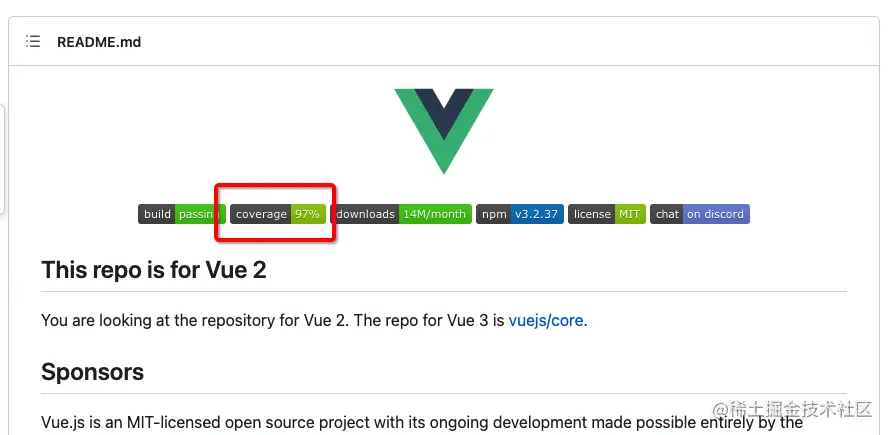 README.md
build passing coverage 97% downloads 14M/month npm v3.2.37 license MIT chat on discord
This repo is for Vue 2
You are looking at the repository for Vue 2. The repo for Vue 3 is vuejs/core.
Sponsors
Vue.js is an MIT-licensed open source project with its ongoing development made possible entirely by the
@稀土掘金技术社区